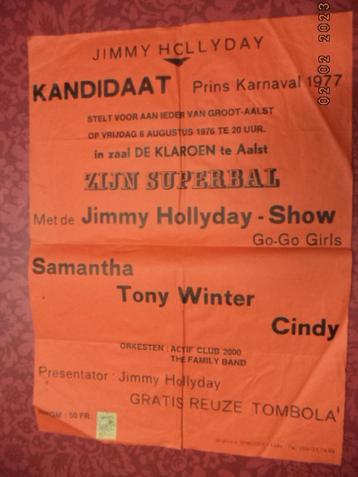 JIMMY HOLLYDAY
KANDIDAAT Prins Karnaval 1977
STELT VOOR AAN IEDER VAN GROOT-AALST
OP VRIJDAG 6 AUGUSTUS 1976 TE 20 UUR.
in zaal DE KLAROEN te Aalst
ZIJN SUPERBAL
Met de Jimmy Hollyday - Show
Go-Go Girls
Samantha
Tony Winter
Cindy
ORKESTEN : ACTIF CLUB 2000
THE FAMILY BAND
Presentator : Jimmy Hollyday
GRATIS REUZE TOMBOLA'
INKOM : 50 FR.
02/02 2023